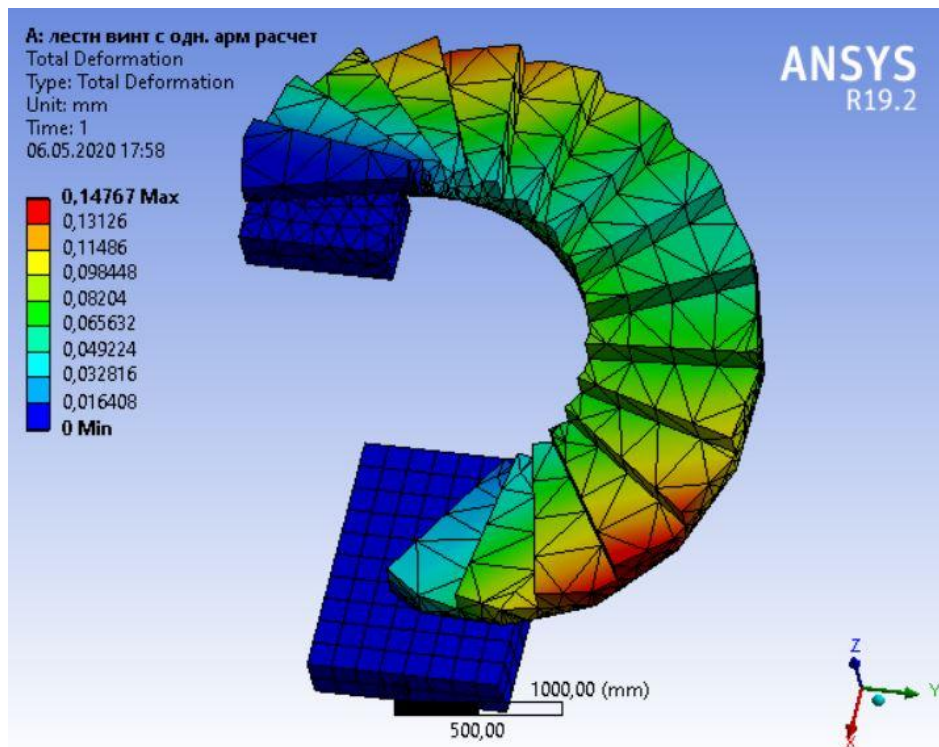 A: лестн винт с одн. арм расчет
Total Deformation
Type: Total Deformation
Unit: mm
Time: 1
06.05.2020 17:58
ANSYS
R19.2
0,14767 Max
0,13126
0,11486
0,098448
0,08204
0,065632
0,049224
0,032816
0,016408
0 Min
1000,00 (mm)
500,00
Z
Y
X